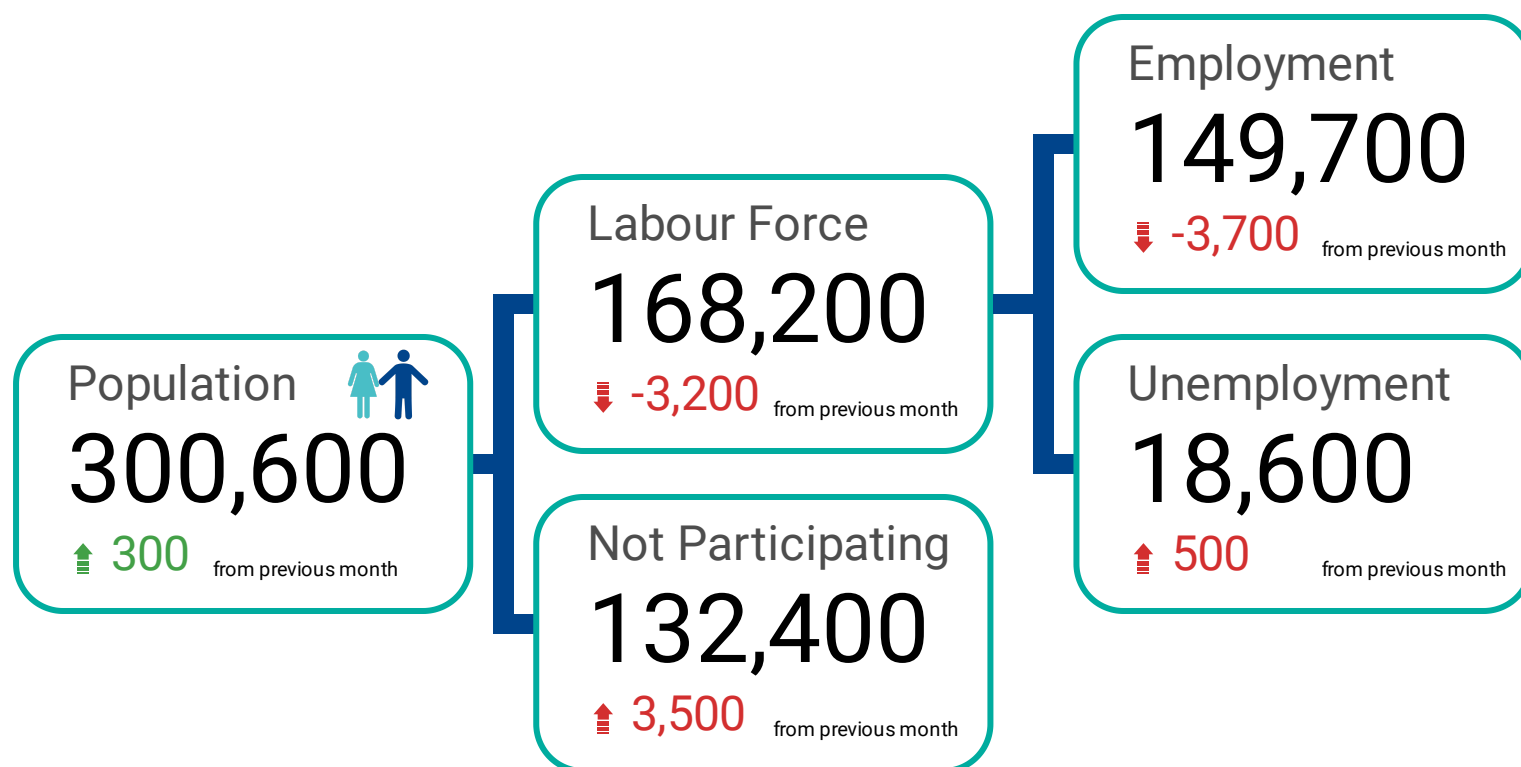 Population
300,600
300 from previous month
Labour Force
168,200
-3,200 from previous month
Not Participating
132,400
3,500 from previous month
Employment
149,700
-3,700 from previous month
Unemployment
18,600
500 from previous month